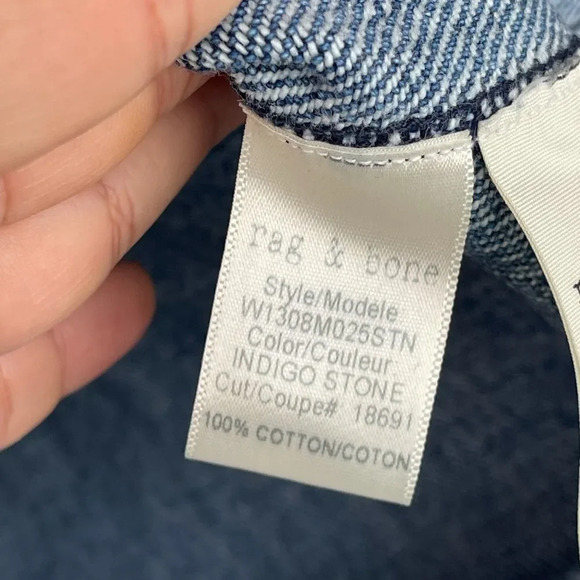 rag & bone
Style/Modele
W1308M025STN
Color/Couleur
INDIGO STONE
Cut/Coupe# 18691
100% COTTON/COTON